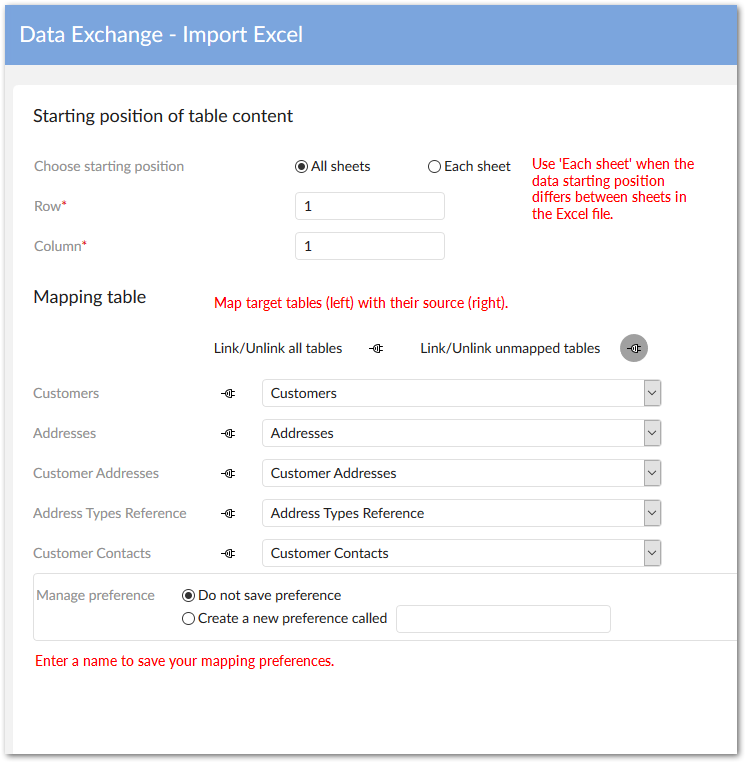 Data Exchange - Import Excel
Starting position of table content
Choose starting position All sheets Each sheet
Use 'Each sheet' when the
data starting position
differs between sheets in
the Excel file.
Row* 1
Column* 1
Mapping table
Map target tables (left) with their source (right).
Link/Unlink all tables Link/Unlink unmapped tables
Customers Customers
Addresses Addresses
Customer Addresses Customer Addresses
Address Types Reference Address Types Reference
Customer Contacts Customer Contacts
Manage preference Do not save preference
Create a new preference called
Enter a name to save your mapping preferences.